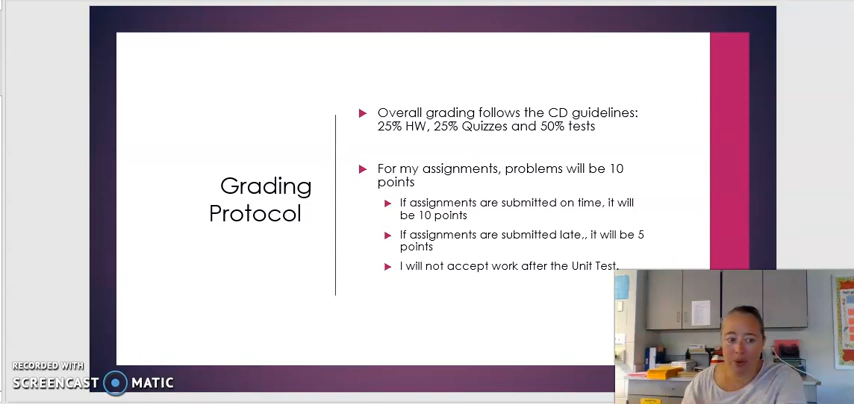 Grading
Protocol
Overall grading follows the CD guidelines:
25% HW, 25% Quizzes and 50% tests
For my assignments, problems will be 10
points
If assignments are submitted on time, it will
be 10 points
If assignments are submitted late,, it will be 5
points
I will not accept work after the Unit Test.
RECORDED WITH
SCREENCAST MATIC